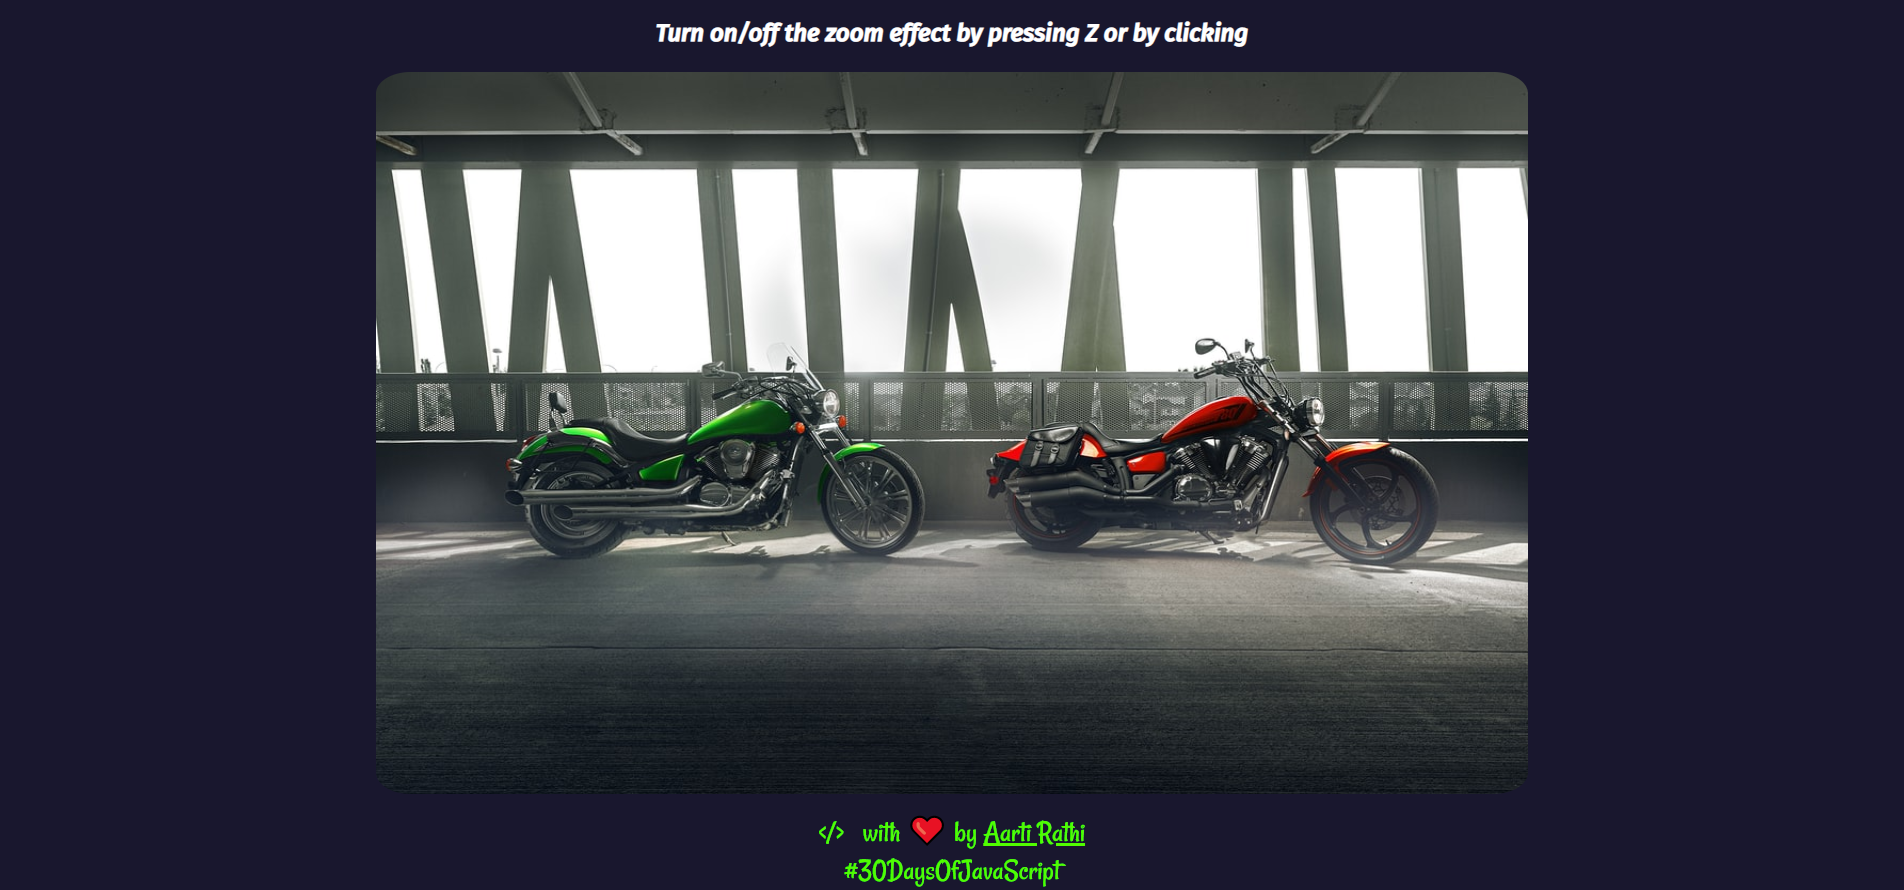 Turn on/off the zoom effect by pressing Z or by clicking
</> with ❤️ by Aarti Rathi
#30DaysOfJavaScript